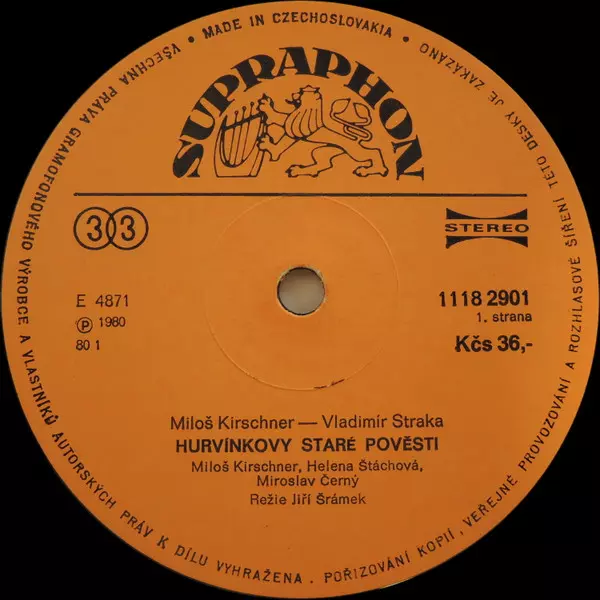 • MADE IN CZECHOSLOVAKIA •
VŠECHNA PRÁVA GRAMOFONOVÉHO VÝROBCE A VLASTNÍKŮ AUTORSKÝCH PRÁV K DÍLU VYHRAŽENA • POŘIZOVÁNÍ KOPIÍ, VEŘEJNÉ PROVOZOVÁNÍ A ROZHLASOVÉ ŠÍŘENÍ TÉTO DESKY JE ZAKÁZÁNO
SUPRAPHON
33
STEREO
E 4871
Ⓟ 1980
80 1
1118 2901
1. strana
Kčs 36,-
Miloš Kirschner — Vladimír Straka
HURVÍNKOVY STARÉ POVĚSTI
Miloš Kirschner, Helena Štáchová,
Miroslav Černý
Režie Jiří Šrámek